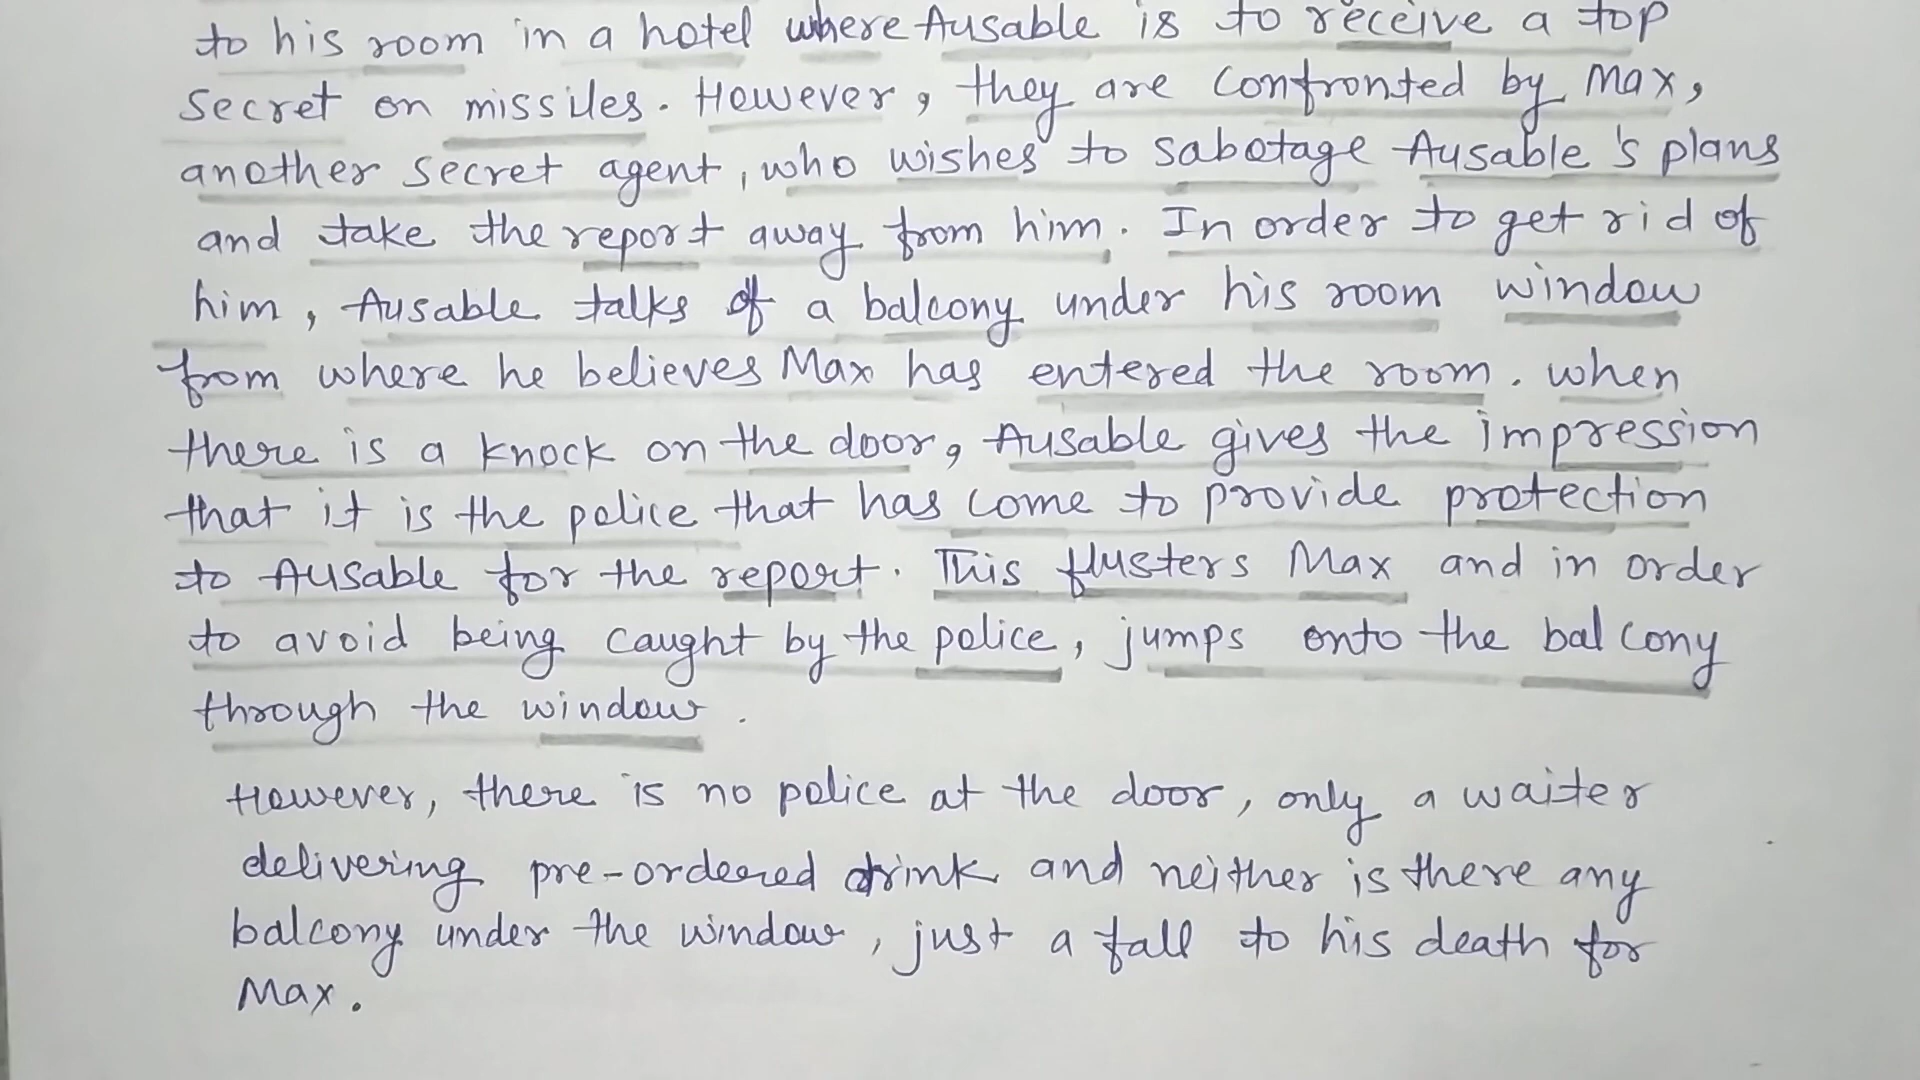 to his room in a hotel where Ausable is to receive a top
secret on missiles. However, they are confronted by Max,
another secret agent, who wishes to sabotage Ausable's plans
and take the report away from him. In order to get rid of
him, Ausable talks of a balcony under his room window
from where he believes Max has entered the room. when
there is a knock on the door, Ausable gives the impression
that it is the police that has come to provide protection
to Ausable for the report. This flusters Max and in order
to avoid being caught by the police, jumps onto the balcony
through the window.
However, there is no police at the door, only a waiter
delivering pre-ordered drink and neither is there any
balcony under the window, just a fall to his death for
Max.